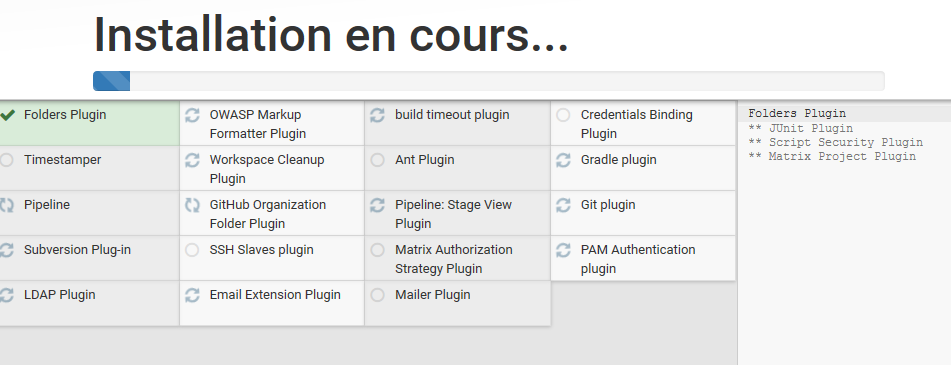 Installation en cours...
Folders Plugin
OWASP Markup
Formatter Plugin
build timeout plugin
Credentials Binding
Plugin
Timestamper
Workspace Cleanup
Plugin
Ant Plugin
Gradle plugin
Pipeline
GitHub Organization
Folder Plugin
Pipeline: Stage View
Plugin
Git plugin
Subversion Plug-in
SSH Slaves plugin
Matrix Authorization
Strategy Plugin
PAM Authentication
plugin
LDAP Plugin
Email Extension Plugin
Mailer Plugin
Folders Plugin
** JUnit Plugin
** Script Security Plugin
** Matrix Project Plugin